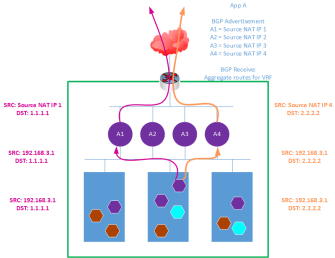 App A
BGP Advertisement
A1 = Source NAT IP 1
A2 = Source NAT IP 2
A3 = Source NAT IP 3
A4 = Source NAT IP 4
BGP Receive:
Aggregate routes for VRF
SRC: Source NAT IP 1
DST: 1.1.1.1
SRC: Source NAT IP 4
DST: 2.2.2.2
A1
A2
A3
A4
SRC: 192.168.3.1
DST: 1.1.1.1
SRC: 192.168.3.1
DST: 2.2.2.2
SRC: 192.168.3.1
DST: 1.1.1.1
SRC: 192.168.3.1
DST: 2.2.2.2